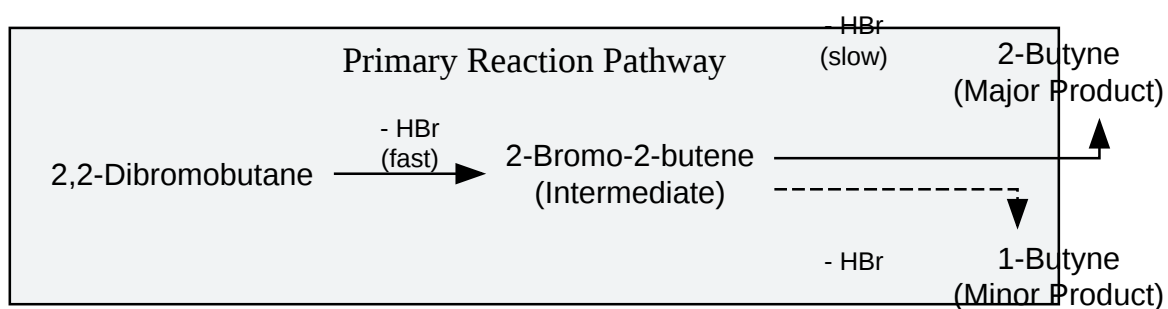 Primary Reaction Pathway
- HBr
(slow)
2-Butyne
(Major Product)
- HBr
(fast)
2,2-Dibromobutane
2-Bromo-2-butene
(Intermediate)
- HBr
1-Butyne
(Minor Product)